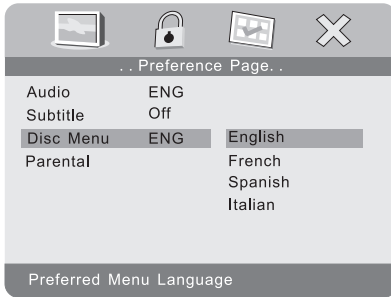 . . Preference Page. .
Audio ENG
Subtitle Off
Disc Menu ENG English
Parental French
Spanish
Italian
Preferred Menu Language